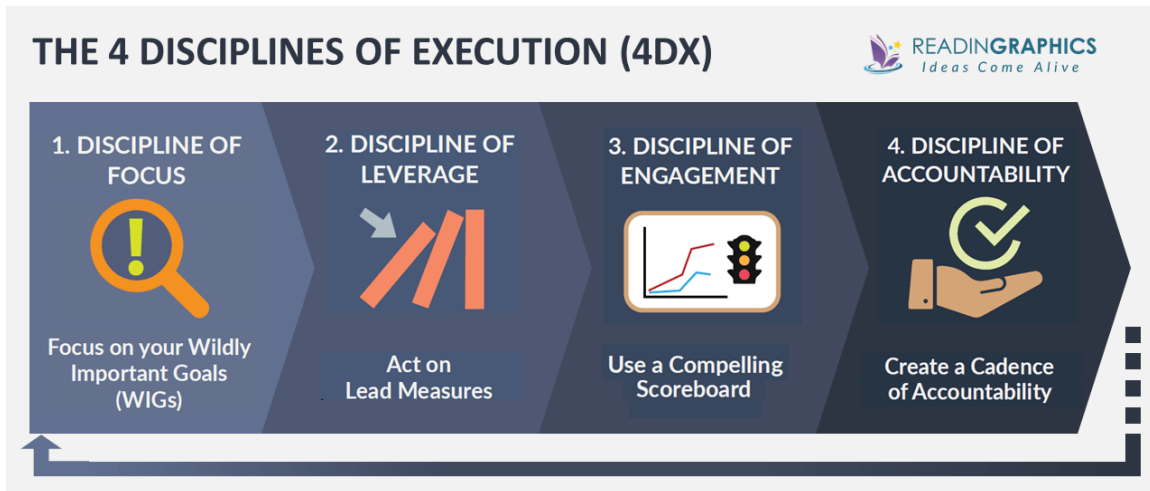 THE 4 DISCIPLINES OF EXECUTION (4DX)
READINGRAPHICS
Ideas Come Alive
1. DISCIPLINE OF
FOCUS
Focus on your Wildly
Important Goals
(WIGs)
2. DISCIPLINE OF
LEVERAGE
Act on
Lead Measures
3. DISCIPLINE OF
ENGAGEMENT
Use a Compelling
Scoreboard
4. DISCIPLINE OF
ACCOUNTABILITY
Create a Cadence
of Accountability